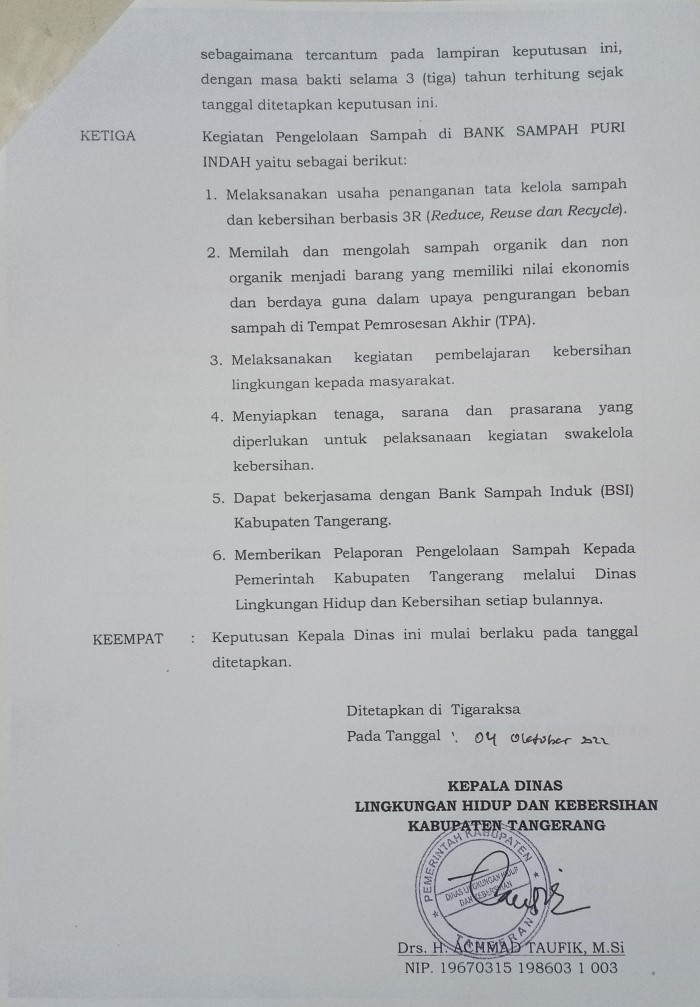 sebagaimana tercantum pada lampiran keputusan ini,
dengan masa bakti selama 3 (tiga) tahun terhitung sejak
tanggal ditetapkan keputusan ini.
KETIGA Kegiatan Pengelolaan Sampah di BANK SAMPAH PURI
INDAH yaitu sebagai berikut:
1. Melaksanakan usaha penanganan tata kelola sampah
dan kebersihan berbasis 3R (Reduce, Reuse dan Recycle).
2. Memilah dan mengolah sampah organik dan non
organik menjadi barang yang memiliki nilai ekonomis
dan berdaya guna dalam upaya pengurangan beban
sampah di Tempat Pemrosesan Akhir (TPA).
3. Melaksanakan kegiatan pembelajaran kebersihan
lingkungan kepada masyarakat.
4. Menyiapkan tenaga, sarana dan prasarana yang
diperlukan untuk pelaksanaan kegiatan swakelola
kebersihan.
5. Dapat bekerjasama dengan Bank Sampah Induk (BSI)
Kabupaten Tangerang.
6. Memberikan Pelaporan Pengelolaan Sampah Kepada
Pemerintah Kabupaten Tangerang melalui Dinas
Lingkungan Hidup dan Kebersihan setiap bulannya.
KEEMPAT : Keputusan Kepala Dinas ini mulai berlaku pada tanggal
ditetapkan.
Ditetapkan di Tigaraksa
Pada Tanggal : 04 Oktober 2022
KEPALA DINAS
LINGKUNGAN HIDUP DAN KEBERSIHAN
KABUPATEN TANGERANG
PEMERINTAH KABUPATEN
DINAS LINGKUNGAN HIDUP
DAN KEBERSIHAN
TANGERANG
Drs. H. ACHMAD TAUFIK, M.Si
NIP. 19670315 198603 1 003